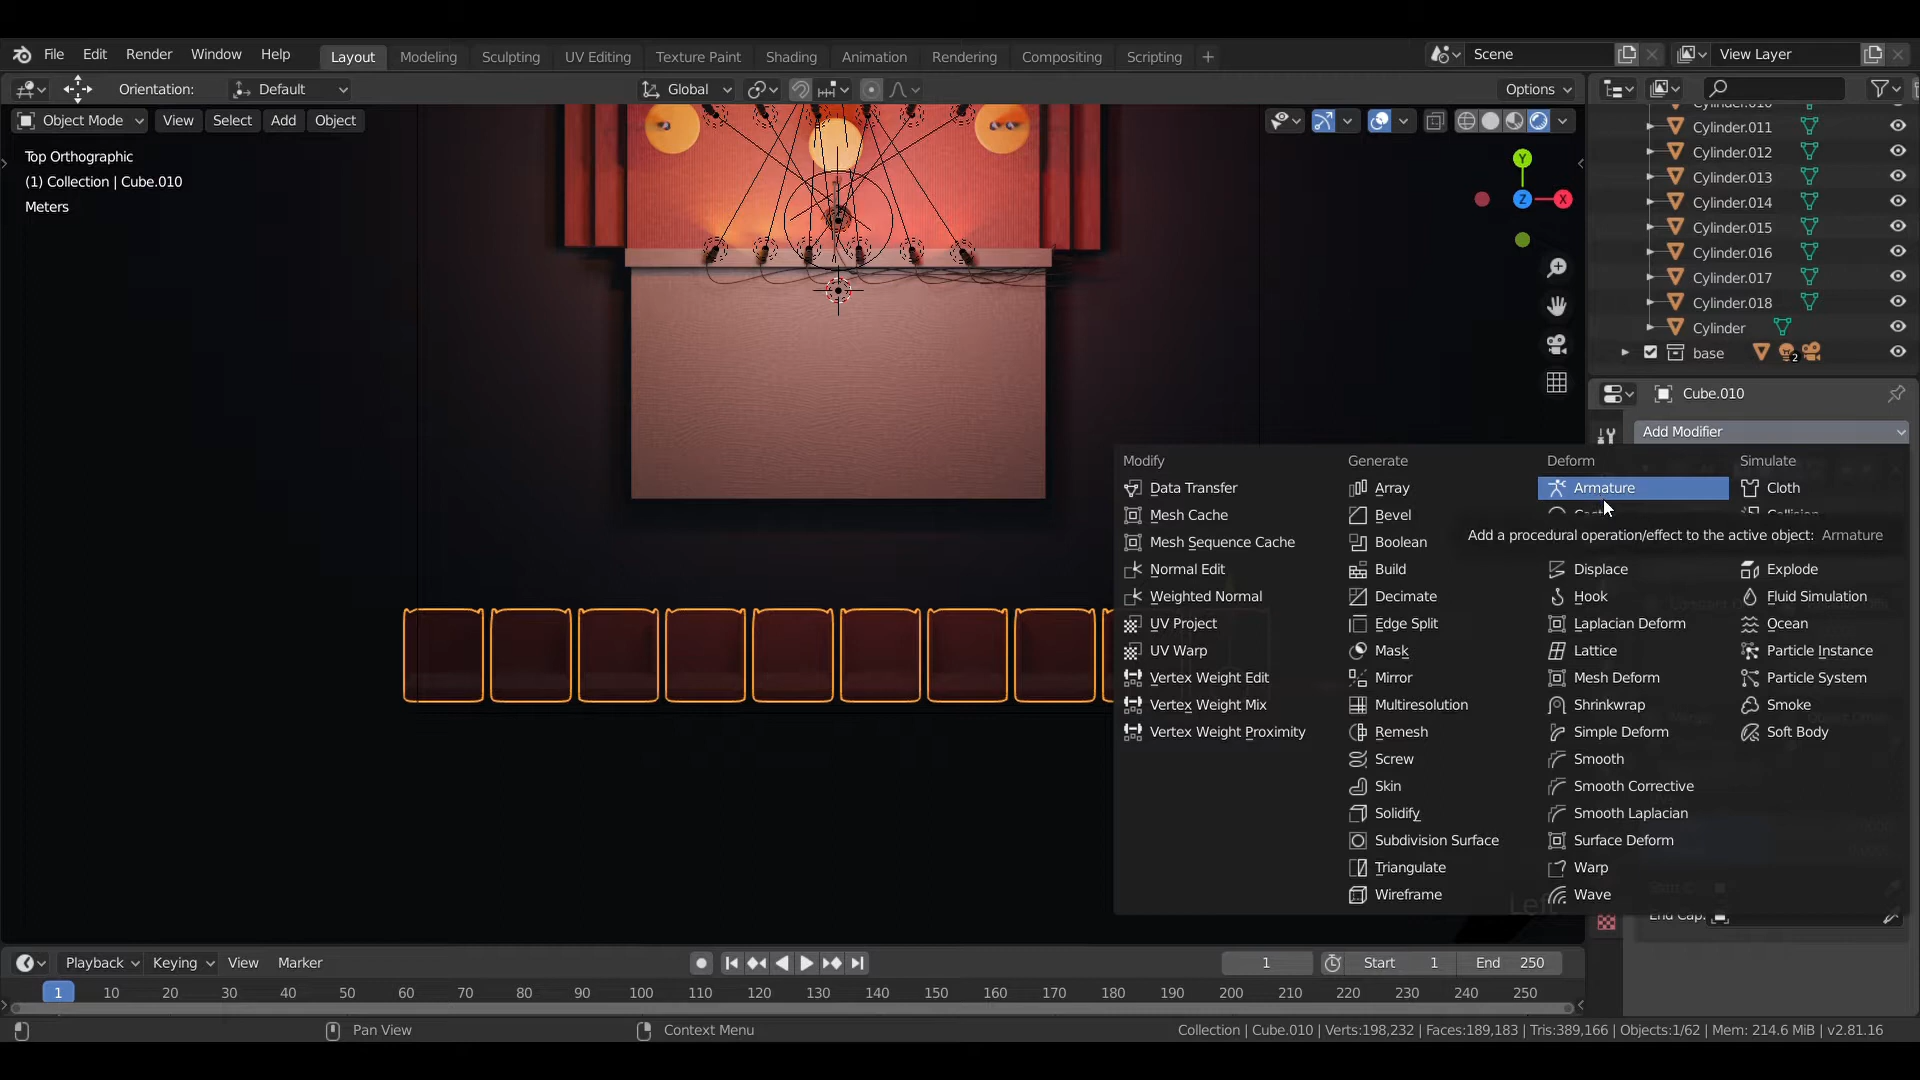 File Edit Render Window Help Layout Modeling Sculpting UV Editing Texture Paint Shading Animation Rendering Compositing Scripting + Scene View Layer
Orientation: Default Global Options
Object Mode View Select Add Object
Top Orthographic
(1) Collection | Cube.010
Meters
Y
Z X
Cylinder.011
Cylinder.012
Cylinder.013
Cylinder.014
Cylinder.015
Cylinder.016
Cylinder.017
Cylinder.018
Cylinder
base 2
Cube.010
Add Modifier
Modify Generate Deform Simulate
Data Transfer Array Armature Cloth
Mesh Cache Bevel
Mesh Sequence Cache Boolean Add a procedural operation/effect to the active object: Armature
Normal Edit Build Displace Explode
Weighted Normal Decimate Hook Fluid Simulation
UV Project Edge Split Laplacian Deform Ocean
UV Warp Mask Lattice Particle Instance
Vertex Weight Edit Mirror Mesh Deform Particle System
Vertex Weight Mix Multiresolution Shrinkwrap Smoke
Vertex Weight Proximity Remesh Simple Deform Soft Body
Screw Smooth
Skin Smooth Corrective
Solidify Smooth Laplacian
Subdivision Surface Surface Deform
Triangulate Warp
Wireframe Wave
Left
End Cap:
Playback Keying View Marker 1 Start 1 End 250
1 10 20 30 40 50 60 70 80 90 100 110 120 130 140 150 160 170 180 190 200 210 220 230 240 250
Pan View Context Menu Collection | Cube.010 | Verts:198,232 | Faces:189,183 | Tris:389,166 | Objects:1/62 | Mem: 214.6 MiB | v2.81.16